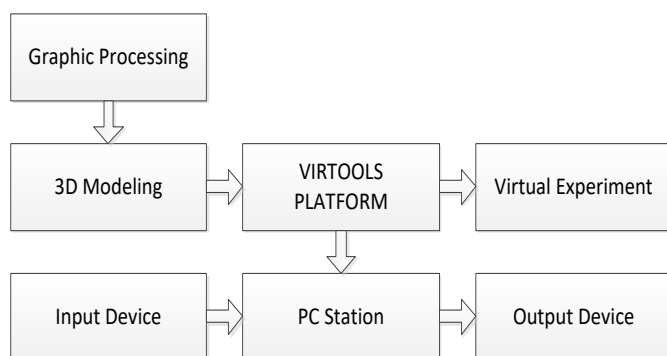 Graphic Processing
3D Modeling
VIRTOOLS
PLATFORM
Virtual Experiment
Input Device
PC Station
Output Device